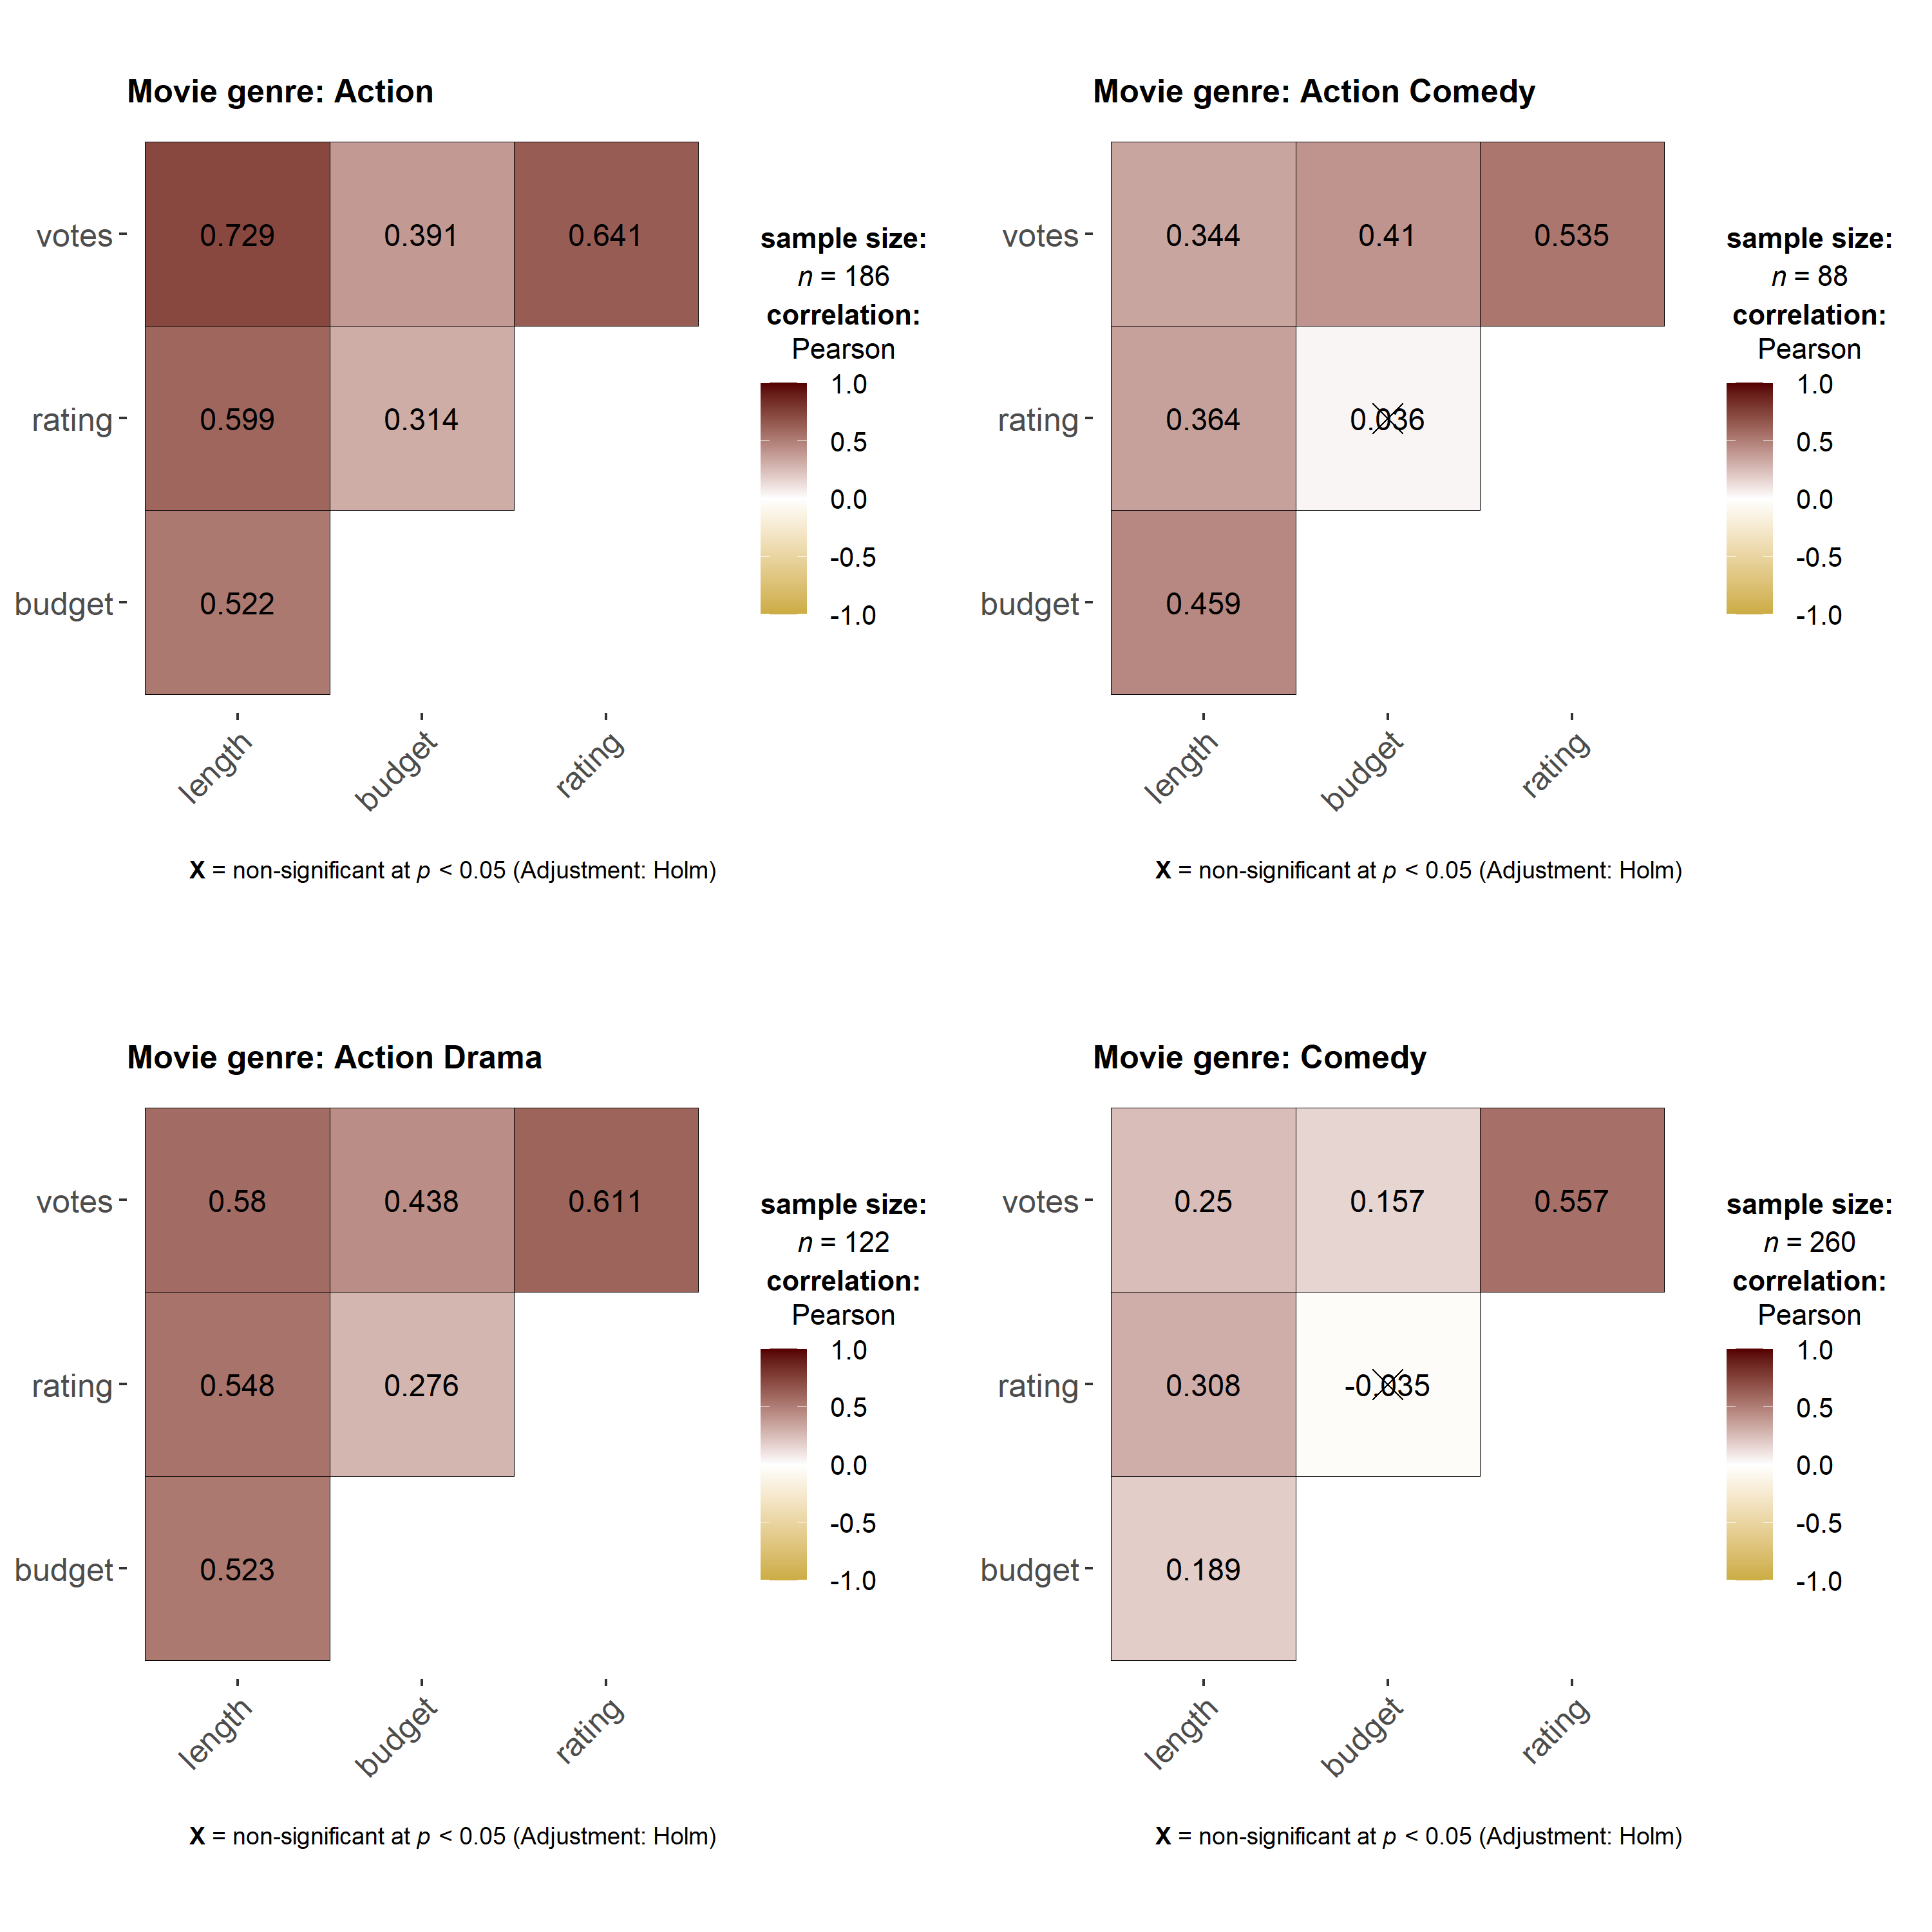 Movie genre: Action
votes
0.729 0.391 0.641
rating
0.599 0.314
budget
0.522
length budget rating
sample size:
n = 186
correlation:
Pearson
1.0
0.5
0.0
-0.5
-1.0
X = non-significant at p < 0.05 (Adjustment: Holm)
Movie genre: Action Comedy
votes
0.344 0.41 0.535
rating
0.364 0.036
budget
0.459
length budget rating
sample size:
n = 88
correlation:
Pearson
1.0
0.5
0.0
-0.5
-1.0
X = non-significant at p < 0.05 (Adjustment: Holm)
Movie genre: Action Drama
votes
0.58 0.438 0.611
rating
0.548 0.276
budget
0.523
length budget rating
sample size:
n = 122
correlation:
Pearson
1.0
0.5
0.0
-0.5
-1.0
X = non-significant at p < 0.05 (Adjustment: Holm)
Movie genre: Comedy
votes
0.25 0.157 0.557
rating
0.308 -0.035
budget
0.189
length budget rating
sample size:
n = 260
correlation:
Pearson
1.0
0.5
0.0
-0.5
-1.0
X = non-significant at p < 0.05 (Adjustment: Holm)